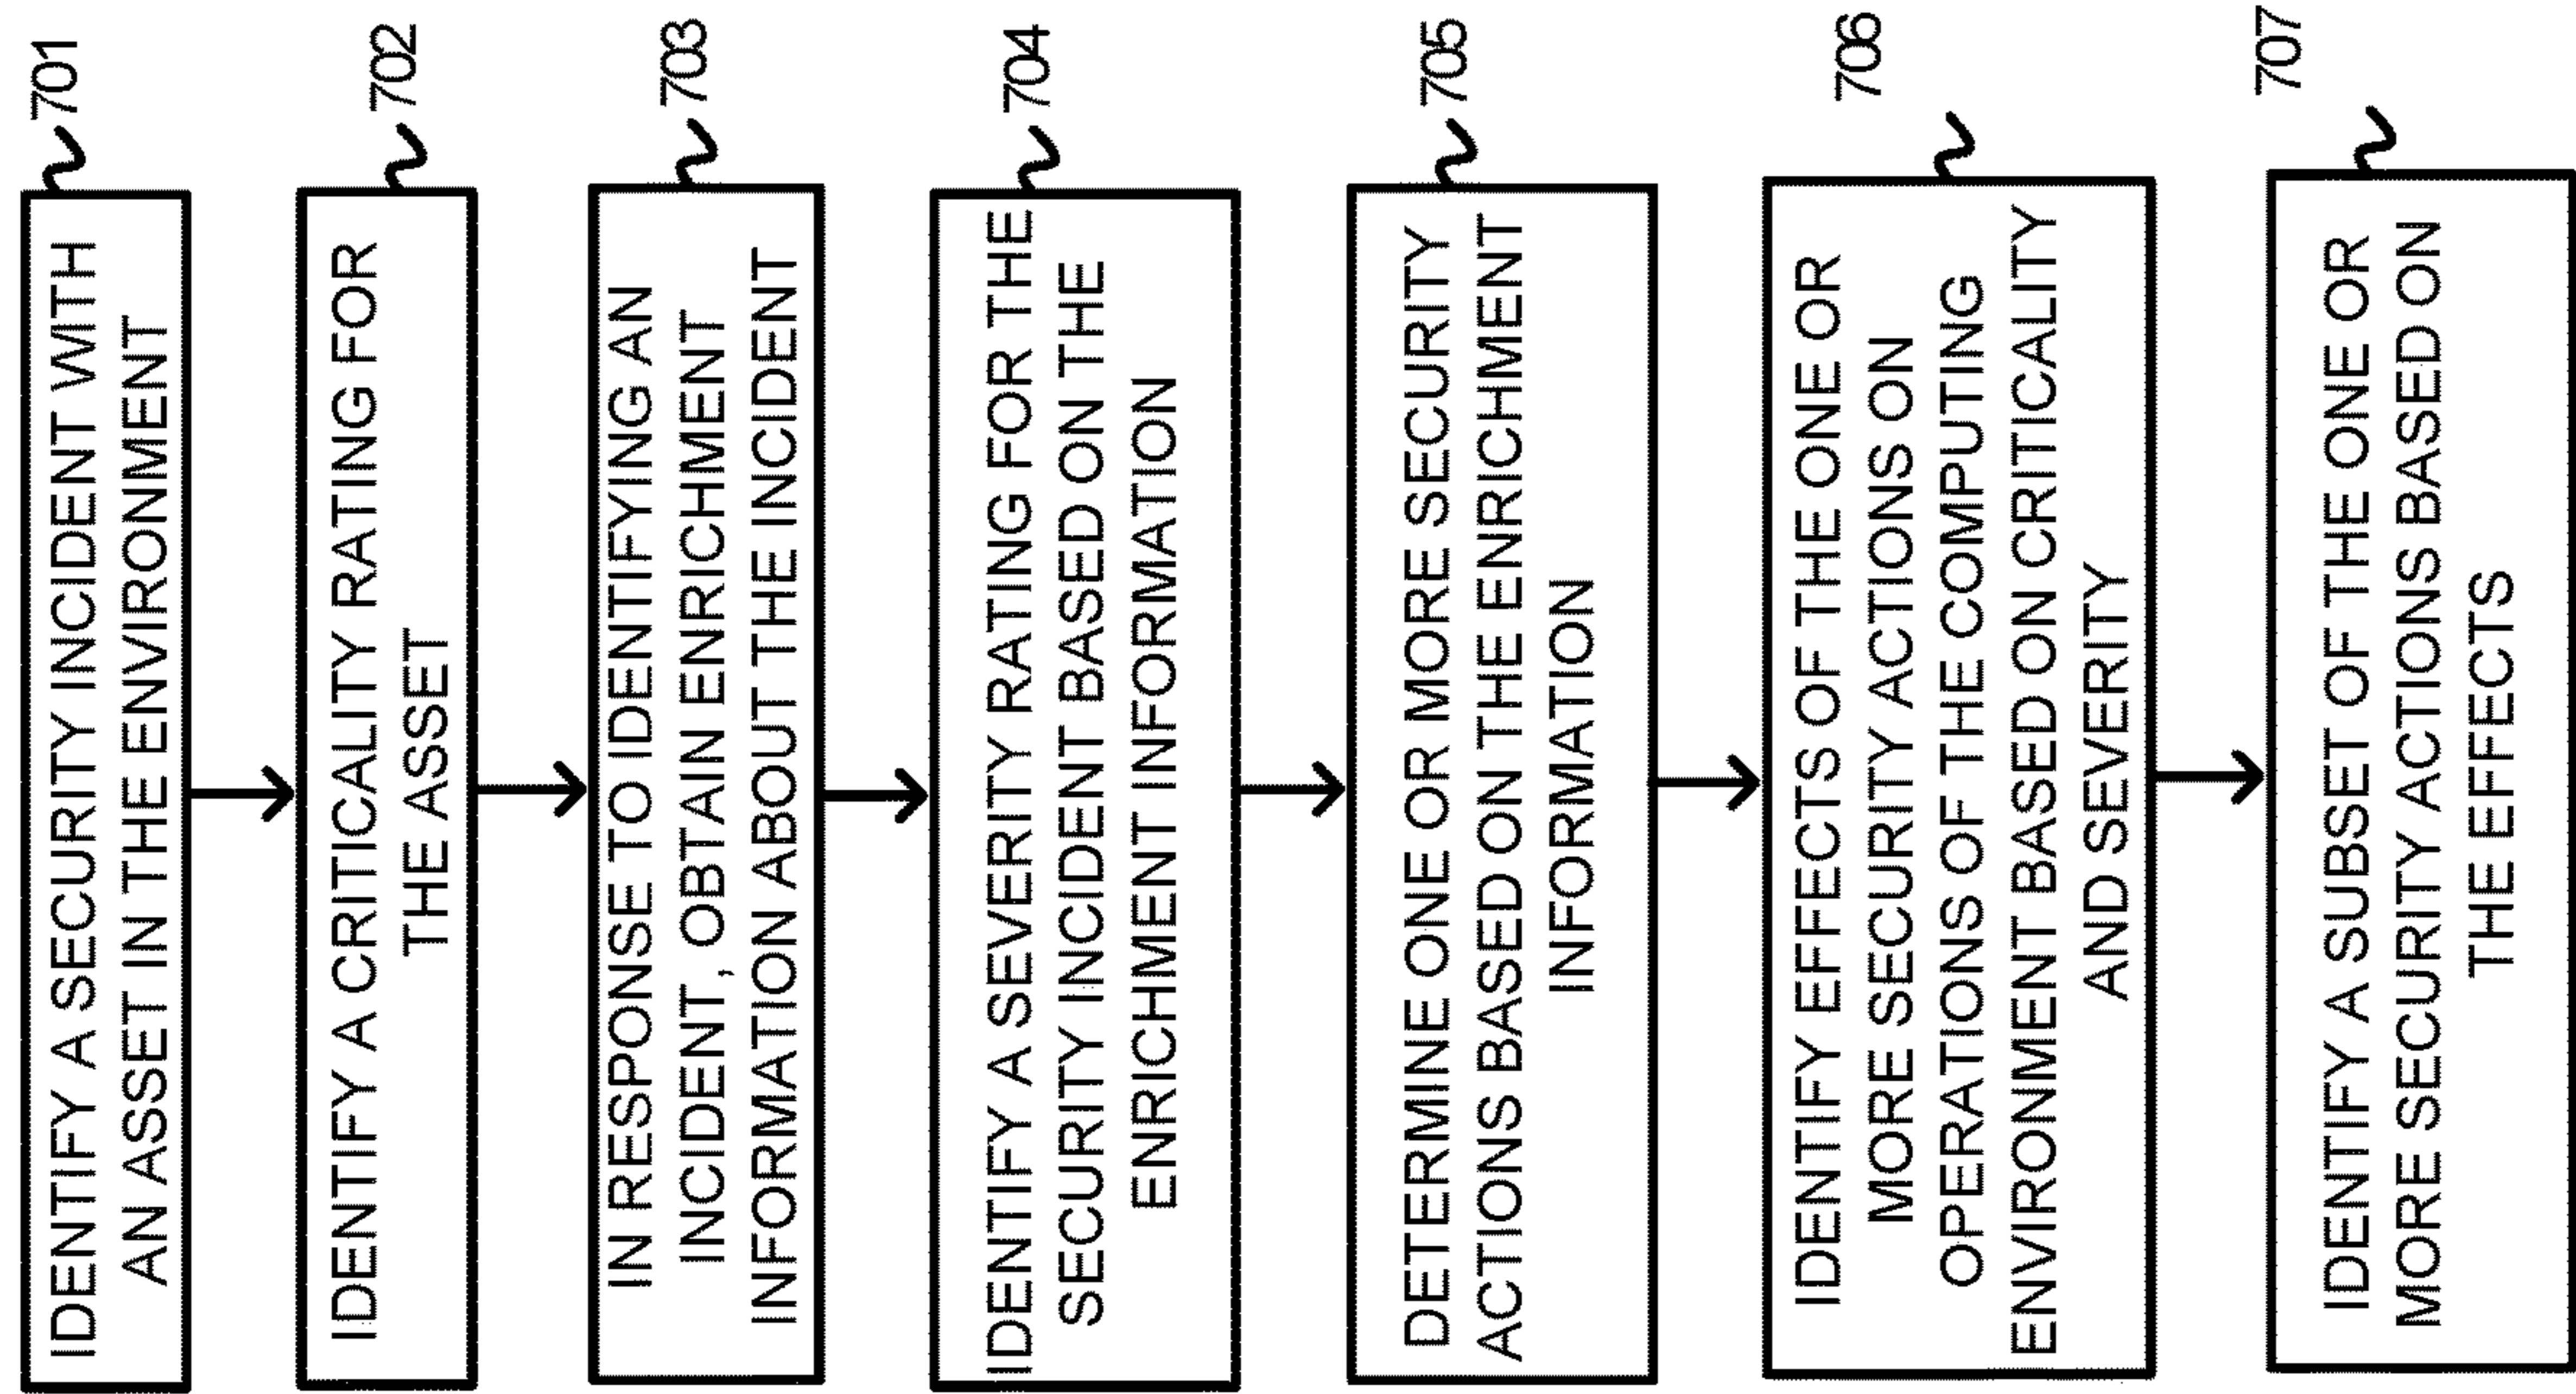 701
IDENTIFY A SECURITY INCIDENT WITH
AN ASSET IN THE ENVIRONMENT
702
IDENTIFY A CRITICALITY RATING FOR
THE ASSET
703
IN RESPONSE TO IDENTIFYING AN
INCIDENT, OBTAIN ENRICHMENT
INFORMATION ABOUT THE INCIDENT
704
IDENTIFY A SEVERITY RATING FOR THE
SECURITY INCIDENT BASED ON THE
ENRICHMENT INFORMATION
705
DETERMINE ONE OR MORE SECURITY
ACTIONS BASED ON THE ENRICHMENT
INFORMATION
706
IDENTIFY EFFECTS OF THE ONE OR
MORE SECURITY ACTIONS ON
OPERATIONS OF THE COMPUTING
ENVIRONMENT BASED ON CRITICALITY
AND SEVERITY
707
IDENTIFY A SUBSET OF THE ONE OR
MORE SECURITY ACTIONS BASED ON
THE EFFECTS